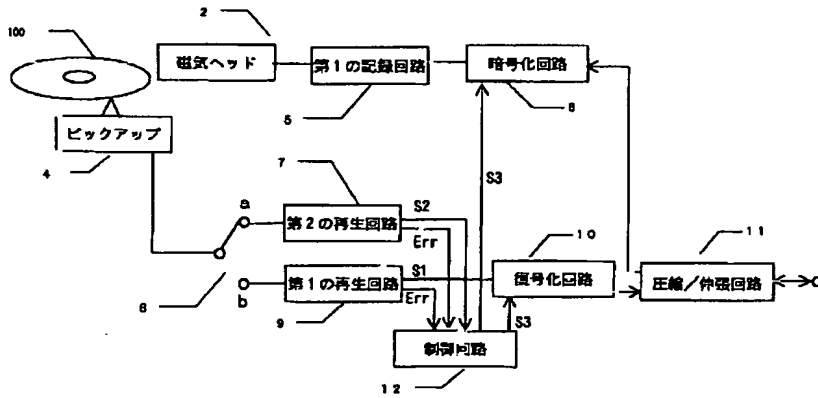 100
2
磁気ヘッド
第1の記録回路
暗号化回路
5
8
ピックアップ
4
7
a
第2の再生回路
S2
Err
S3
10
11
6
b
第1の再生回路
S1
Err
復号化回路
圧縮/伸張回路
9
S3
制御回路
12